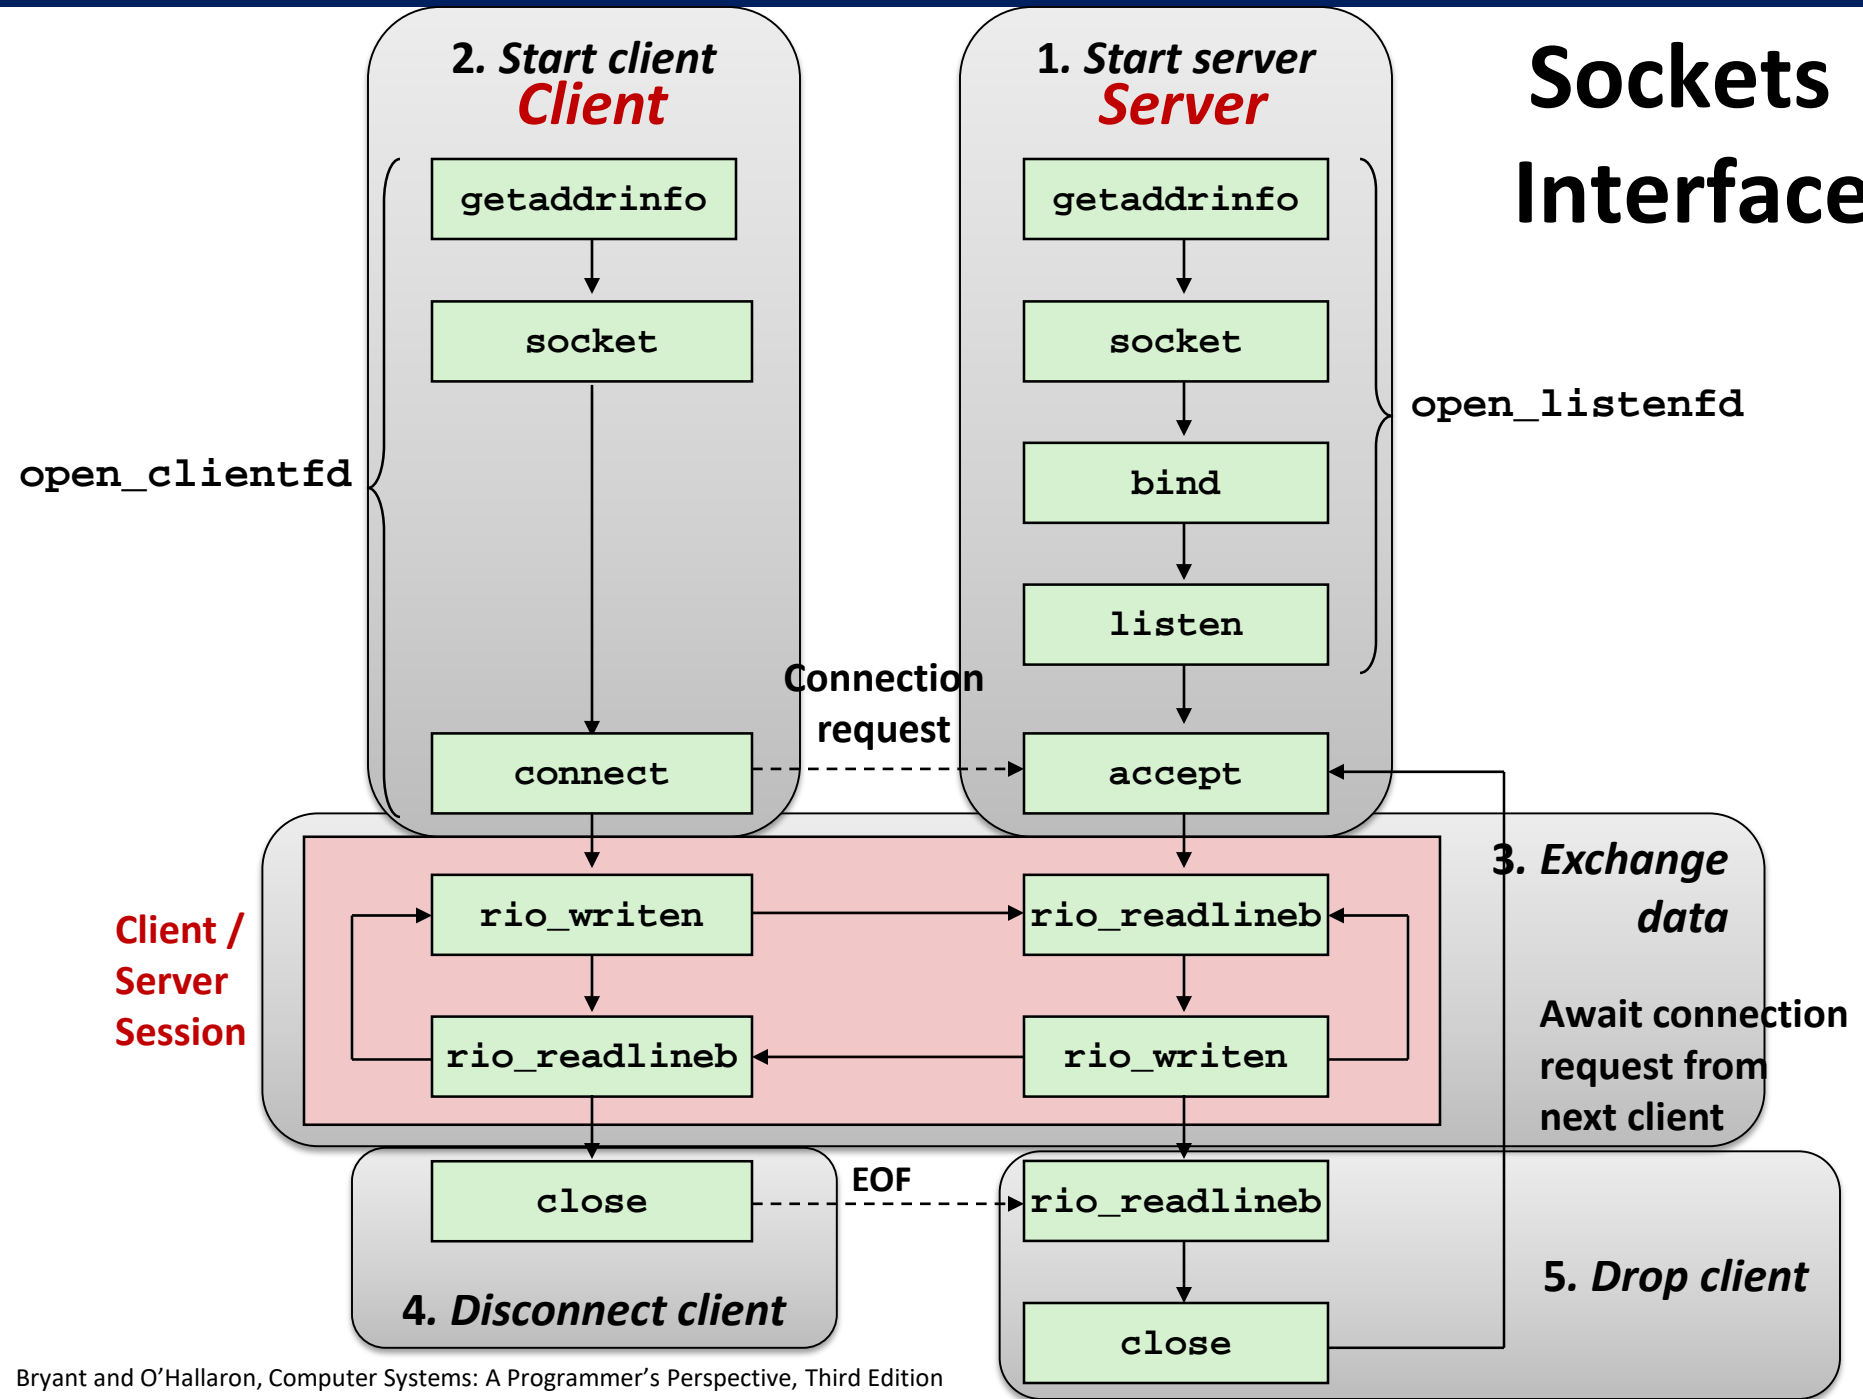 Sockets
Interface
2. Start client
Client
1. Start server
Server
getaddrinfo
socket
open_clientfd
connect
getaddrinfo
socket
bind
listen
open_listenfd
Connection
request
accept
3. Exchange
data
Client /
Server
Session
rio_writen
rio_readlineb
rio_readlineb
rio_writen
Await connection
request from
next client
close
EOF
rio_readlineb
4. Disconnect client
5. Drop client
close
Bryant and O’Hallaron, Computer Systems: A Programmer’s Perspective, Third Edition